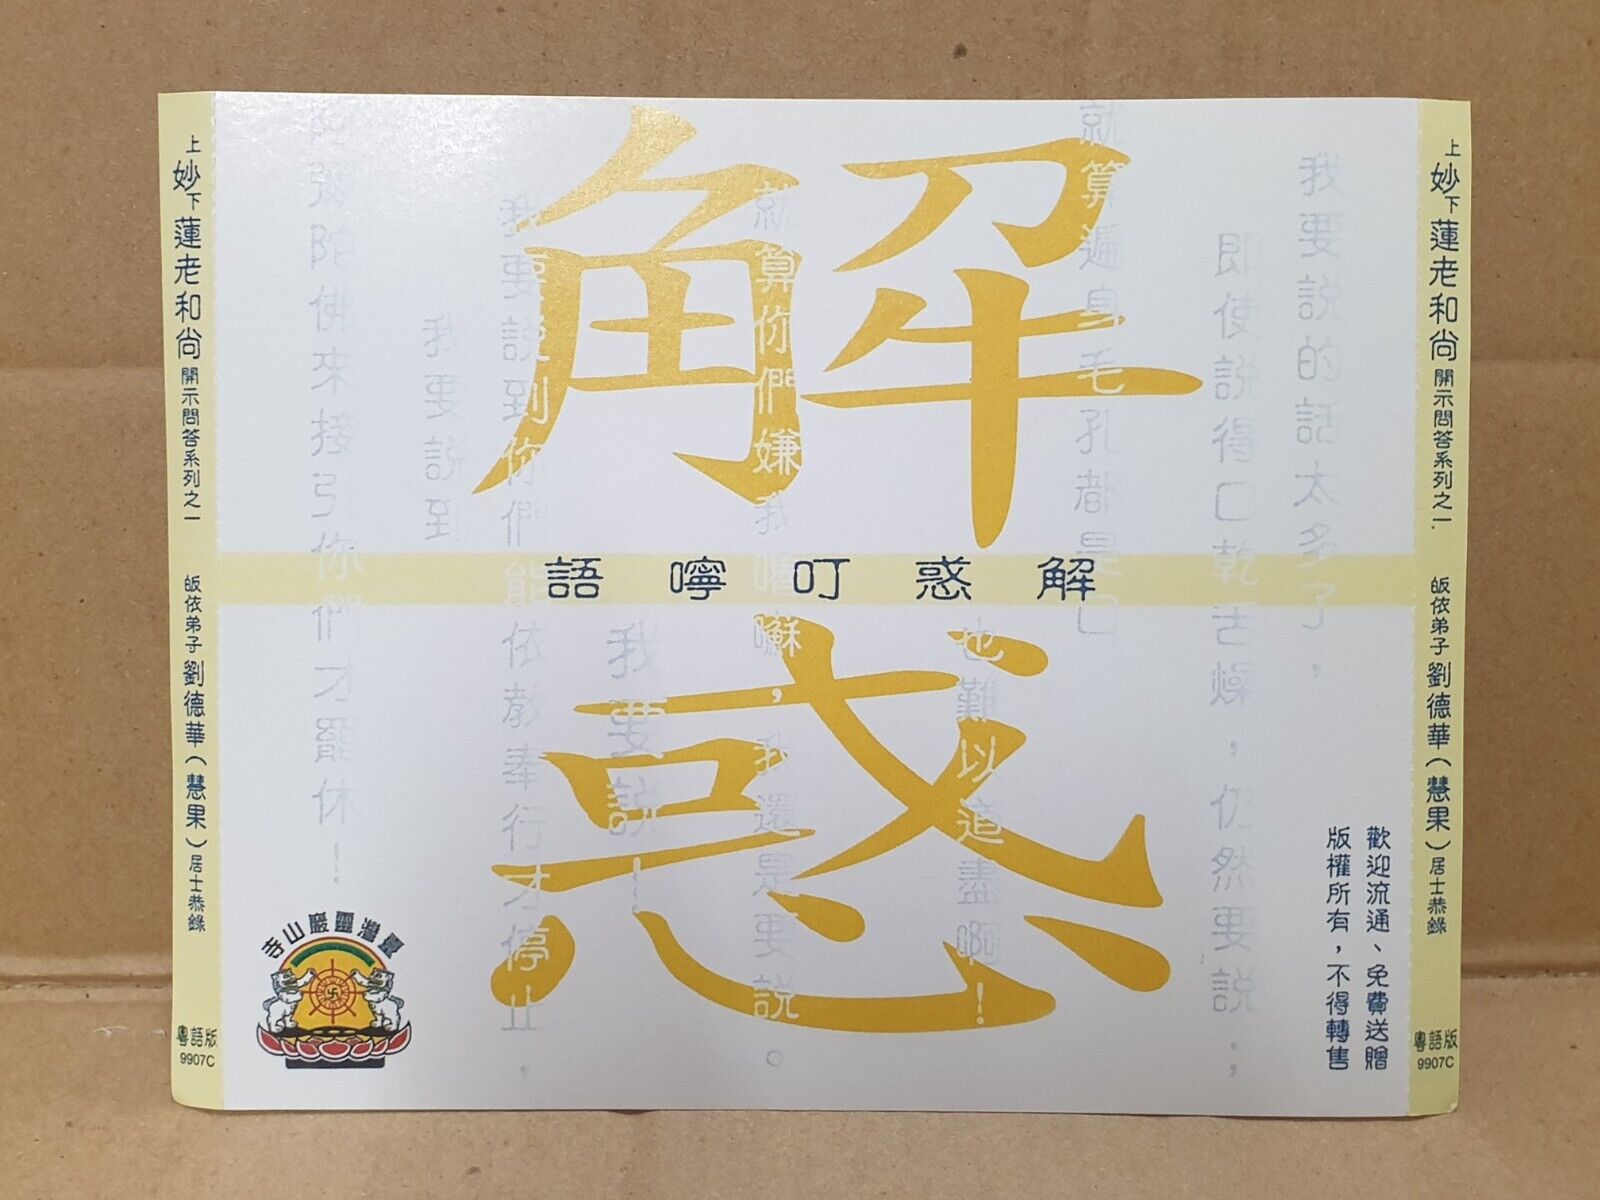 解
惑
解惑叮嚀語
我要說的話太多了，
即使說得口乾舌燥，仍然要說；
就算遍身毛孔都是口
也難以道盡啊！
就算你們嫌我嚕囌，我還是要說。
我要說！
我要說到你們能依教奉行才停止，
我要說到
阿彌陀佛來接引你們才罷休！
歡迎流通、免費送贈
版權所有，不得轉售
臺灣靈巖山寺
上妙下蓮老和尚 開示問答系列之一 皈依弟子 劉德華（慧果）居士恭錄
粵語版
9907C
上妙下蓮老和尚 開示問答系列之一 皈依弟子 劉德華（慧果）居士恭錄
粵語版
9907C